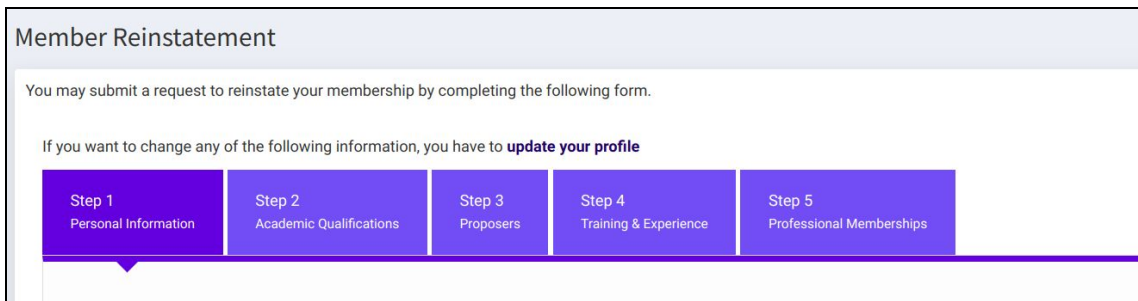 Member Reinstatement
You may submit a request to reinstate your membership by completing the following form.
If you want to change any of the following information, you have to update your profile
Step 1
Personal Information
Step 2
Academic Qualifications
Step 3
Proposers
Step 4
Training & Experience
Step 5
Professional Memberships